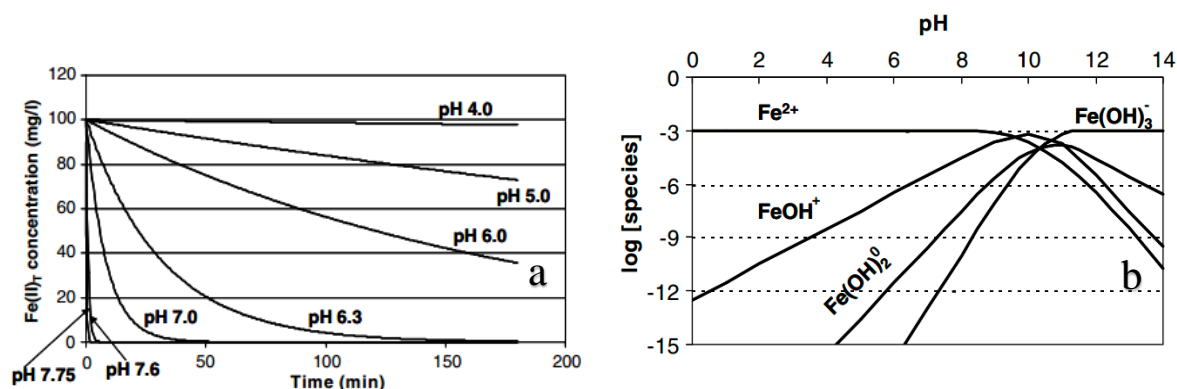 120
100
80
60
40
20
0
Fe(II)T concentration (mg/l)
pH 4.0
pH 5.0
pH 6.0
a
pH 7.0
pH 6.3
0 50 100 150 200
pH 7.75 pH 7.6 Time (min)
pH
0 2 4 6 8 10 12 14
0
-3
-6
-9
-12
-15
log [species]
Fe2+
Fe(OH)3-
FeOH+
Fe(OH)20
b